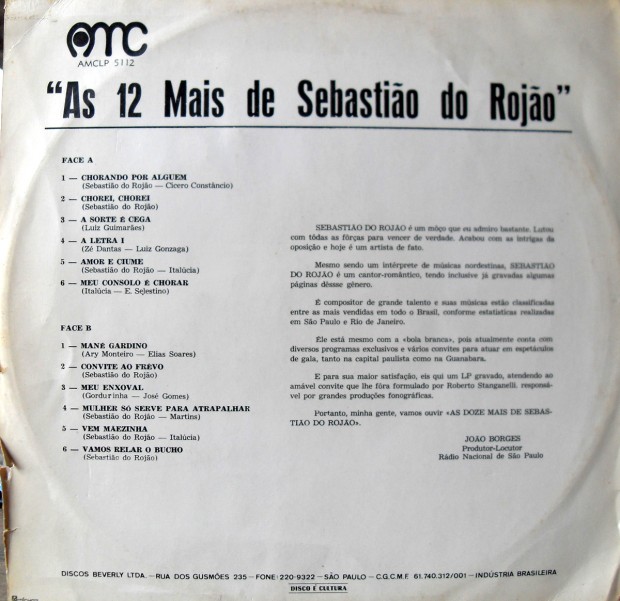 AMC
AMCLP 5112
"As 12 Mais de Sebastião do Rojão"
FACE A
1 — CHORANDO POR ALGUEM
(Sebastião do Rojão — Cícero Constâncio)
2 — CHOREI, CHOREI
(Sebastião do Rojão)
3 — A SORTE É CEGA
(Luiz Guimarães)
4 — A LETRA I
(Zé Dantas — Luiz Gonzaga)
5 — AMOR E CIUME
(Sebastião do Rojão — Italúcia)
6 — MEU CONSOLO É CHORAR
(Italúcia — E. Selestino)
FACE B
1 — MANÉ GARDINO
(Ary Monteiro — Elias Soares)
2 — CONVITE AO FRÉVO
(Sebastião do Rojão)
3 — MEU ENXOVAL
(Gordurinha — José Gomes)
4 — MULHER SÓ SERVE PARA ATRAPALHAR
(Sebastião do Rojão — Martins)
5 — VEM MAEZINHA
(Sebastião do Rojão — Italúcia)
6 — VAMOS RELAR O BUCHO
(Sebastião do Rojão)
SEBASTIÃO DO ROJÃO é um môço que eu admiro bastante. Lutou
com tôdas as fôrças para vencer de verdade. Acabou com as intrigas da
oposição e hoje é um artista de fato.
Mesmo sendo um intérprete de músicas nordestinas, SEBASTIÃO
DO ROJÃO é um cantor-romântico, tendo inclusive já gravadas algumas
páginas dêsse gênero.
É compositor de grande talento e suas músicas estão classificadas
entre as mais vendidas em todo o Brasil, conforme estatísticas realizadas
em São Paulo e Rio de Janeiro.
Êle está mesmo com a «bola branca», pois atualmente conta com
diversos programas exclusivos e vários convites para atuar em espetáculos
de gala, tanto na capital paulista como na Guanabara.
E para sua maior satisfação, eis qui um LP gravado, atendendo ao
amável convite que lhe fôra formulado por Roberto Stanganelli. responsá-
vel por grandes produções fonográficas.
Portanto, minha gente, vamos ouvir «AS DOZE MAIS DE SEBAS-
TIÃO DO ROJÃO».
JOÃO BORGES
Produtor-Locutor
Rádio Nacional de São Paulo
DISCOS BEVERLY LTDA. — RUA DOS GUSMÕES 235 — FONE: 220-9322 — SÃO PAULO — C.G.C.M.F. 61.740.312/001 — INDÚSTRIA BRASILEIRA
DISCO É CULTURA